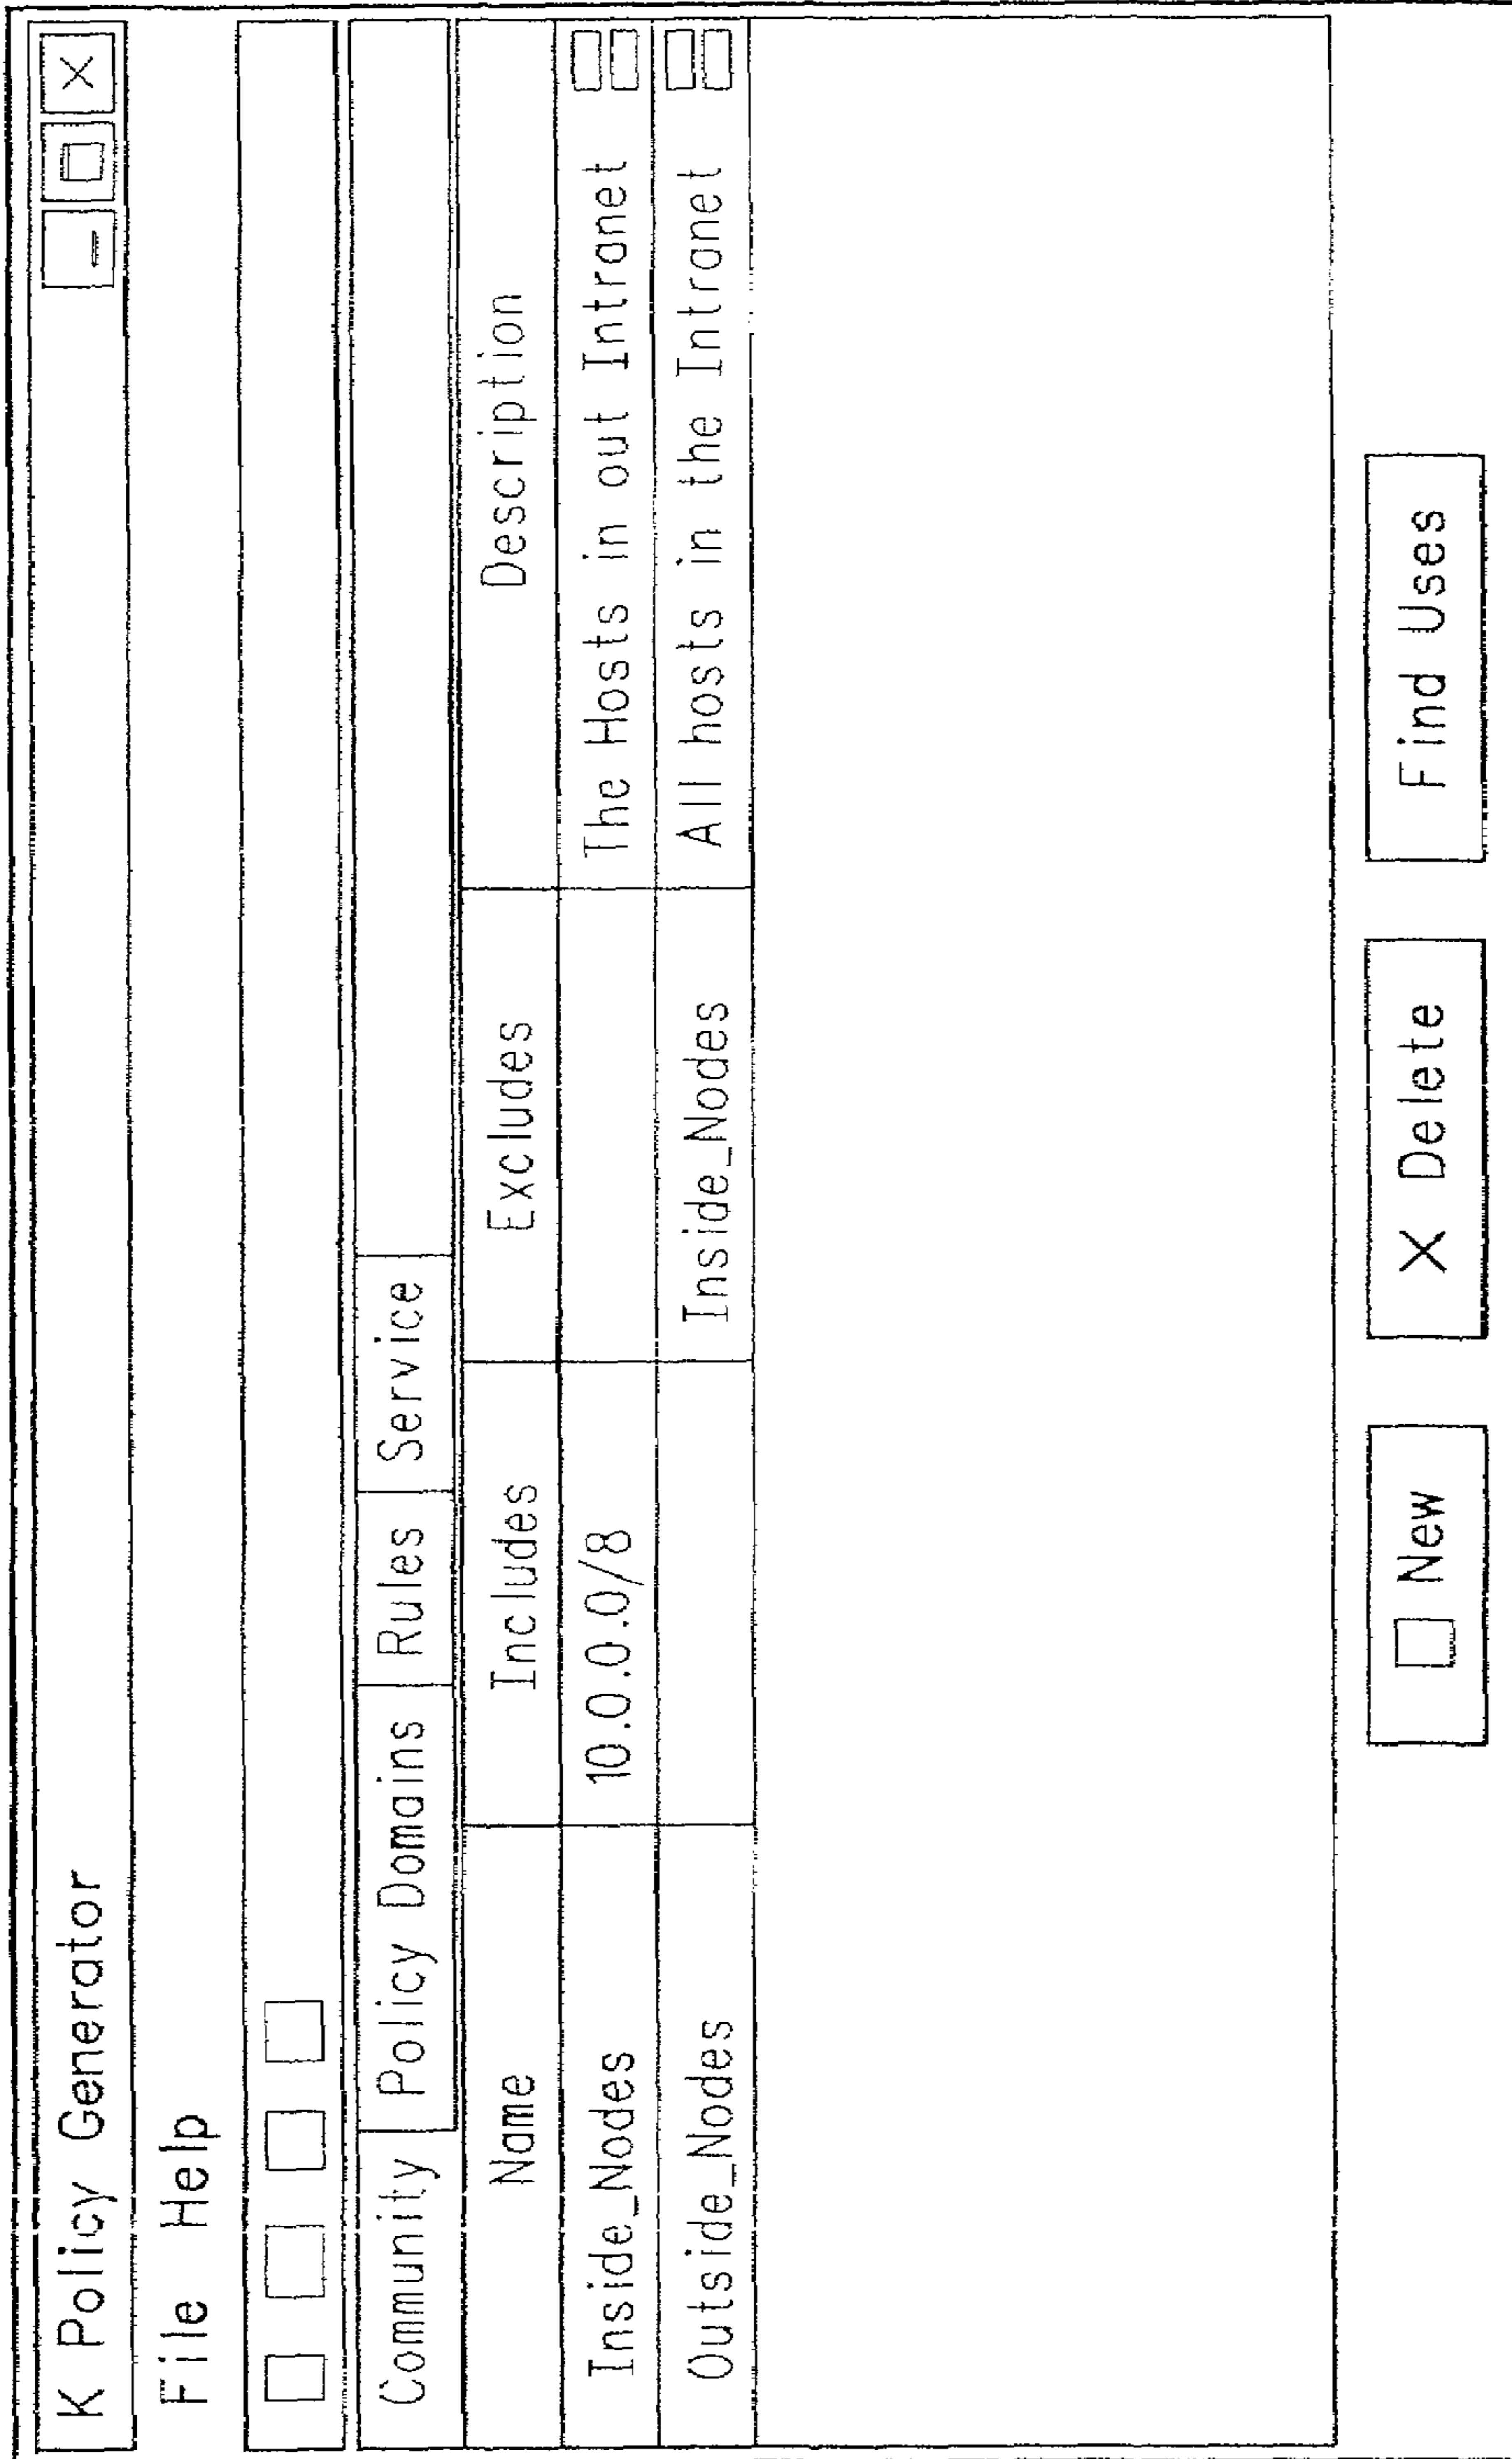 K Policy Generator
File Help
Community Policy Domains Rules Service
Name Includes Excludes Description
Inside_Nodes 10.0.0.0/8 The Hosts in out Intranet
Outside_Nodes Inside_Nodes All hosts in the Intranet
New X Delete Find Uses